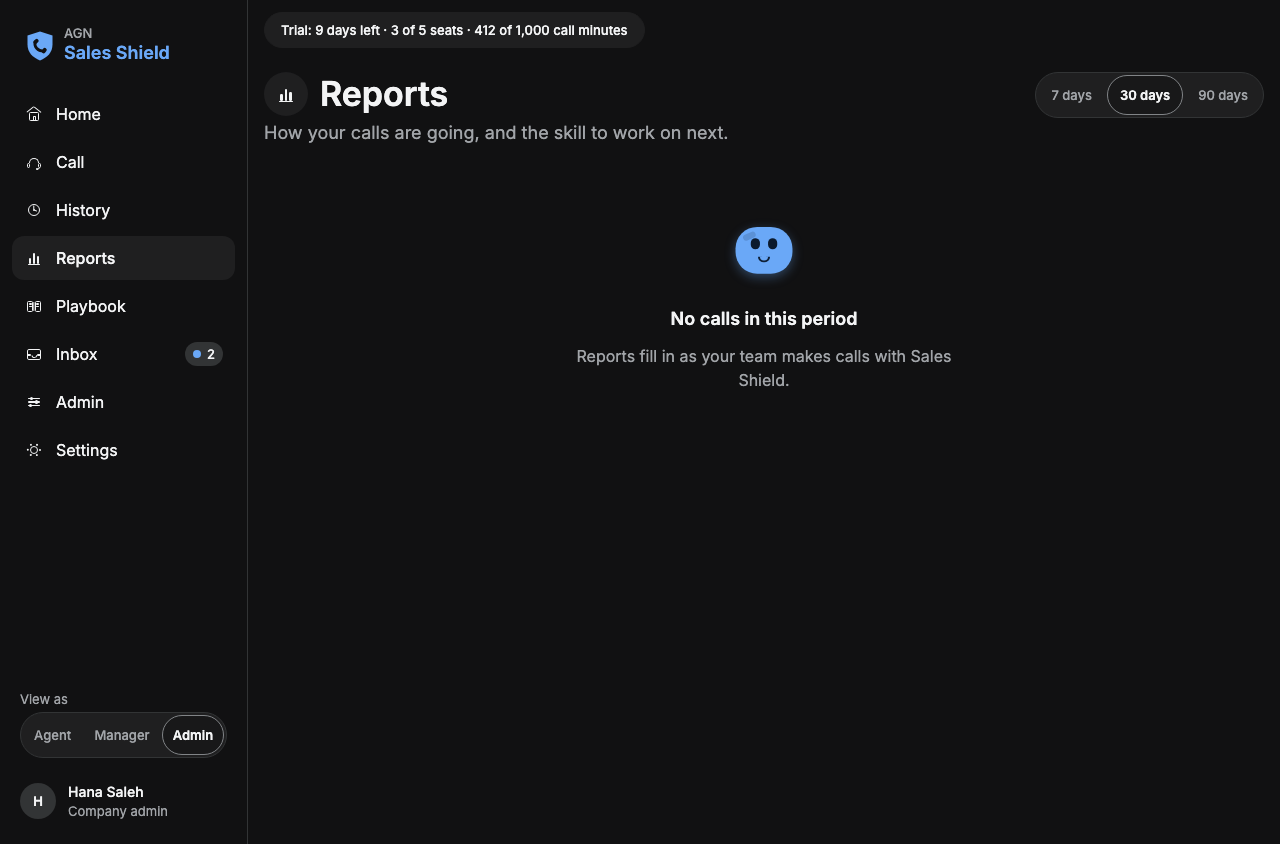 AGN
Sales Shield
Home
Call
History
Reports
Playbook
Inbox
2
Admin
Settings
View as
Agent
Manager
Admin
H
Hana Saleh
Company admin
Trial: 9 days left · 3 of 5 seats · 412 of 1,000 call minutes
Reports
How your calls are going, and the skill to work on next.
7 days
30 days
90 days
No calls in this period
Reports fill in as your team makes calls with Sales
Shield.